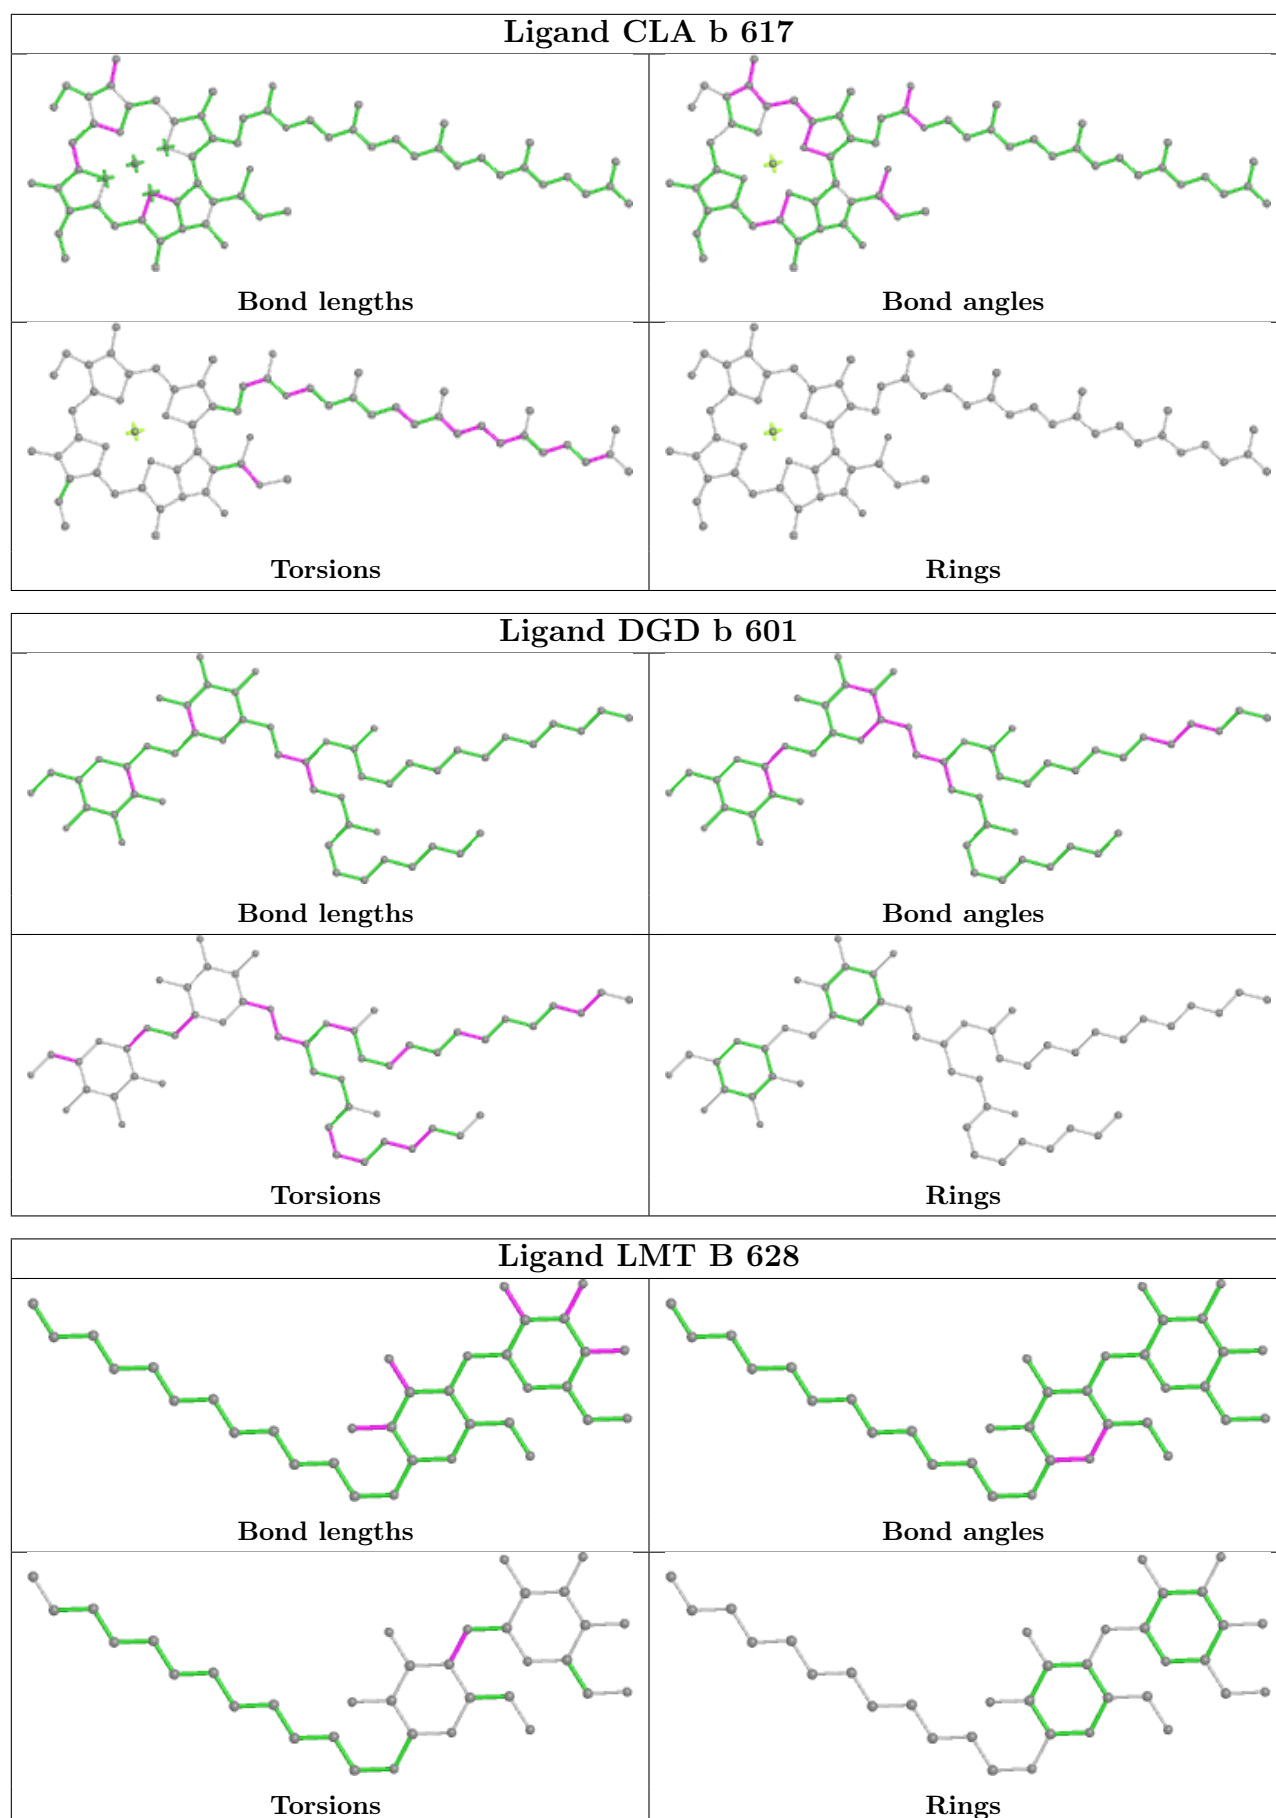 Ligand CLA b 617
Bond lengths
Bond angles
Torsions
Rings
Ligand DGD b 601
Bond lengths
Bond angles
Torsions
Rings
Ligand LMT B 628
Bond lengths
Bond angles
Torsions
Rings